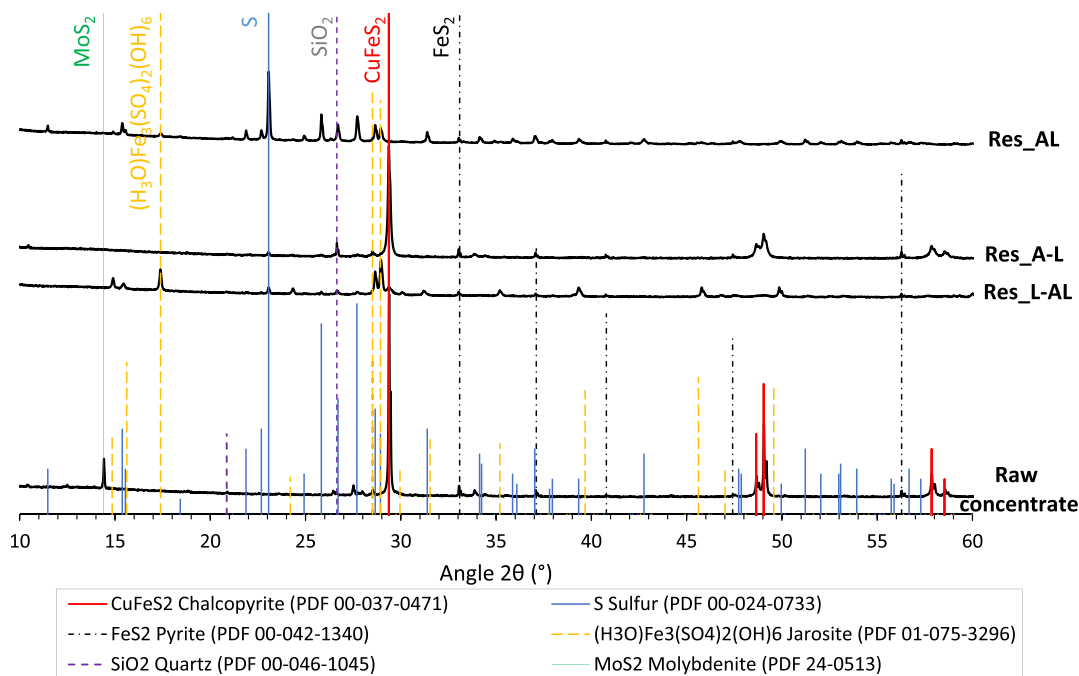 MoS2
(H3O)Fe3(SO4)2(OH)6
S
SiO2
CuFeS2
FeS2
Res_AL
Res_A-L
Res_L-AL
Raw
concentrate
10 15 20 25 30 35 40 45 50 55 60
Angle 2θ (°)
CuFeS2 Chalcopyrite (PDF 00-037-0471) S Sulfur (PDF 00-024-0733)
FeS2 Pyrite (PDF 00-042-1340) (H3O)Fe3(SO4)2(OH)6 Jarosite (PDF 01-075-3296)
SiO2 Quartz (PDF 00-046-1045) MoS2 Molybdenite (PDF 24-0513)